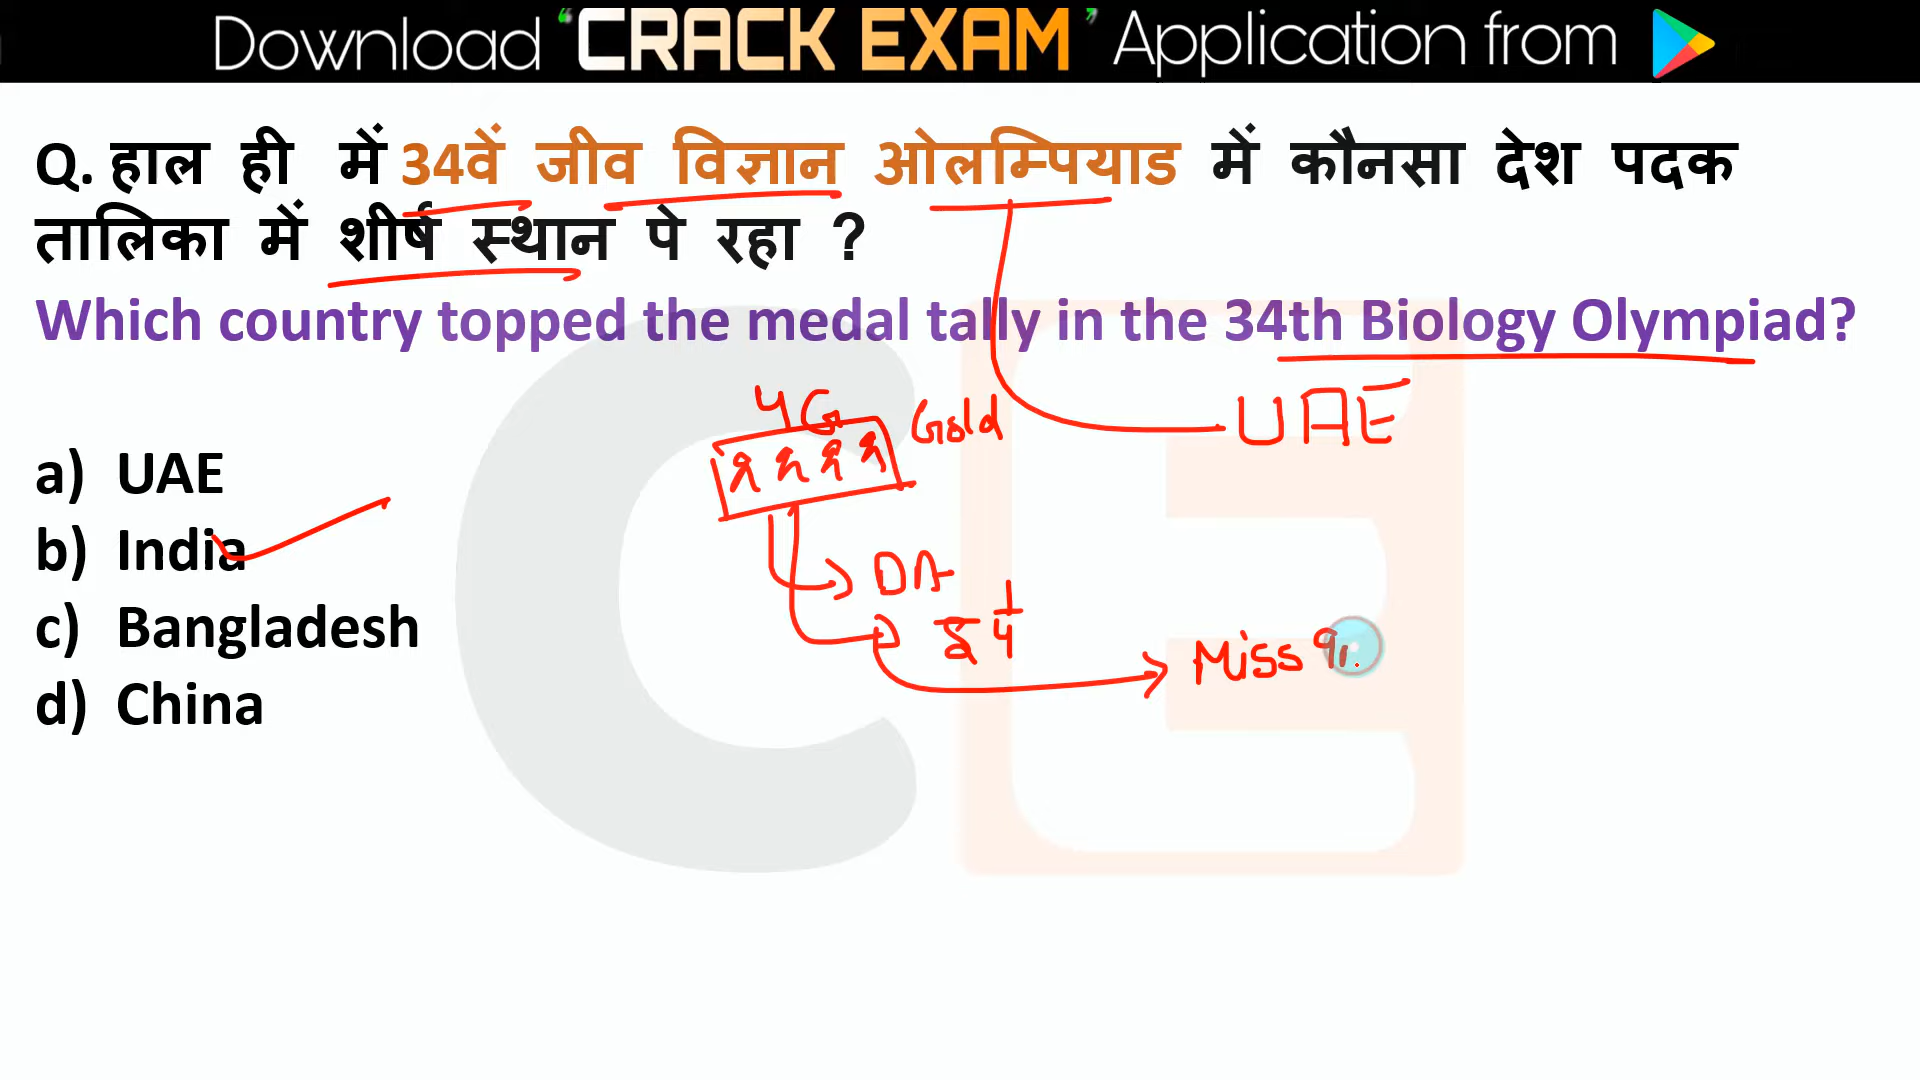 Download “CRACK EXAM” Application from
Q. हाल ही में 34वें जीव विज्ञान ओलम्पियाड में कौनसा देश पदक
तालिका में शीर्ष स्थान पे रहा ?
Which country topped the medal tally in the 34th Biology Olympiad?
4G
Gold
UAE
a) UAE
b) India
c) Bangladesh
d) China
DA
Miss